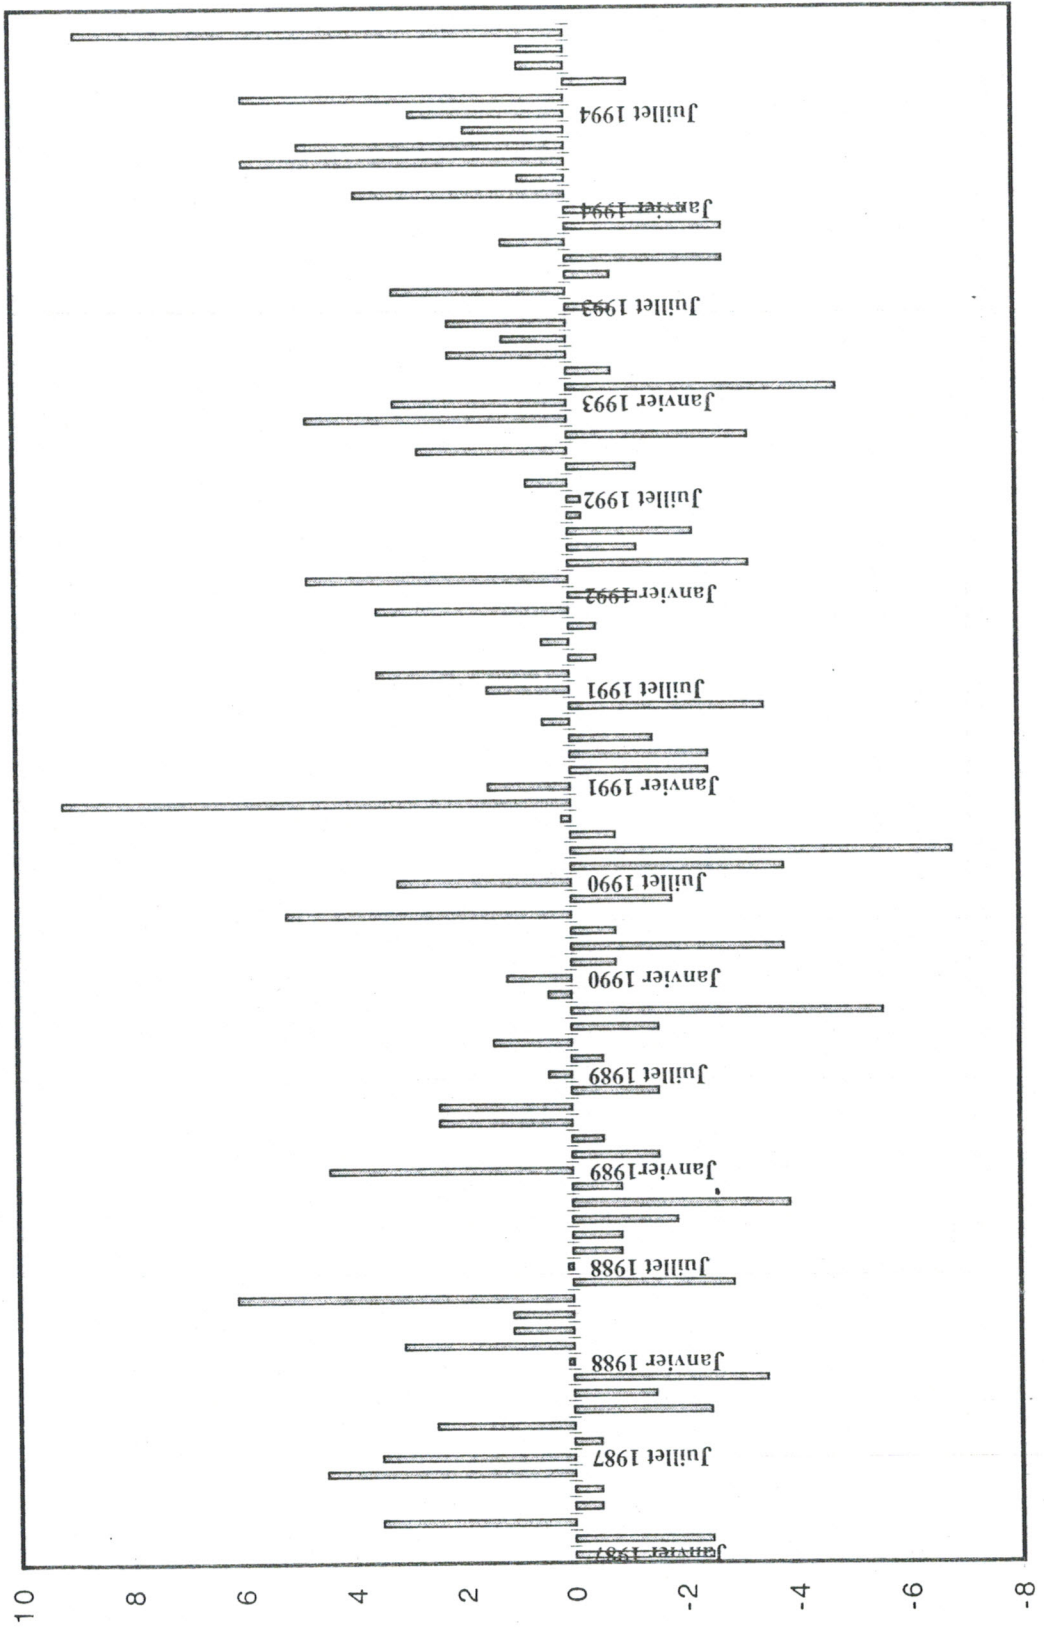 10
8
6
4
2
0
-2
-4
-6
-8
Janvier 1987
Juillet 1987
Janvier 1988
Juillet 1988
Janvier1989
Juillet 1989
Janvier 1990
Juillet 1990
Janvier 1991
Juillet 1991
Janvier 1992
Juillet 1992
Janvier 1993
Juillet 1993
Janvier 1994
Juillet 1994